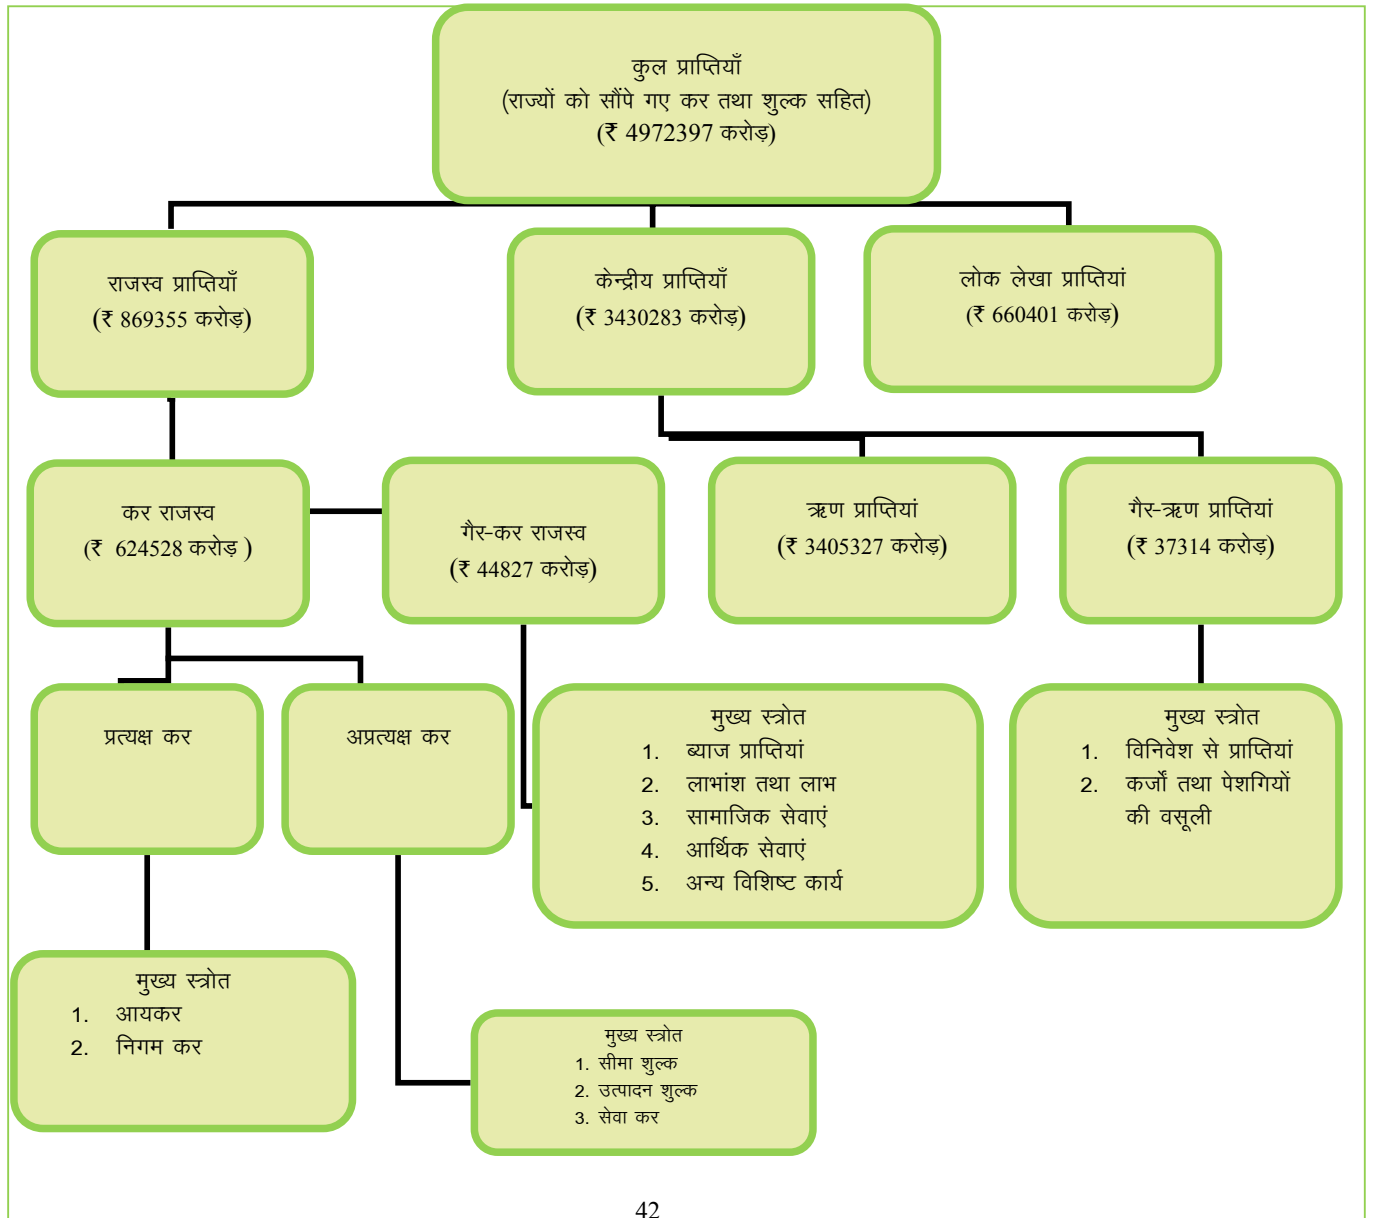 कुल प्राप्तियाँ
(राज्यों को सौंपे गए कर तथा शुल्क सहित)
(₹ 4972397 करोड़)
राजस्व प्राप्तियाँ
(₹ 869355 करोड़)
केन्द्रीय प्राप्तियाँ
(₹ 3430283 करोड़)
लोक लेखा प्राप्तियां
(₹ 660401 करोड़)
कर राजस्व
(₹ 624528 करोड़ )
गैर-कर राजस्व
(₹ 44827 करोड़)
ऋण प्राप्तियां
(₹ 3405327 करोड़)
गैर-ऋण प्राप्तियां
(₹ 37314 करोड़)
प्रत्यक्ष कर
अप्रत्यक्ष कर
मुख्य स्त्रोत
1. ब्याज प्राप्तियां
2. लाभांश तथा लाभ
3. सामाजिक सेवाएं
4. आर्थिक सेवाएं
5. अन्य विशिष्ट कार्य
मुख्य स्त्रोत
1. विनिवेश से प्राप्तियां
2. कर्जों तथा पेशगियों
की वसूली
मुख्य स्त्रोत
1. आयकर
2. निगम कर
मुख्य स्त्रोत
1. सीमा शुल्क
2. उत्पादन शुल्क
3. सेवा कर
42